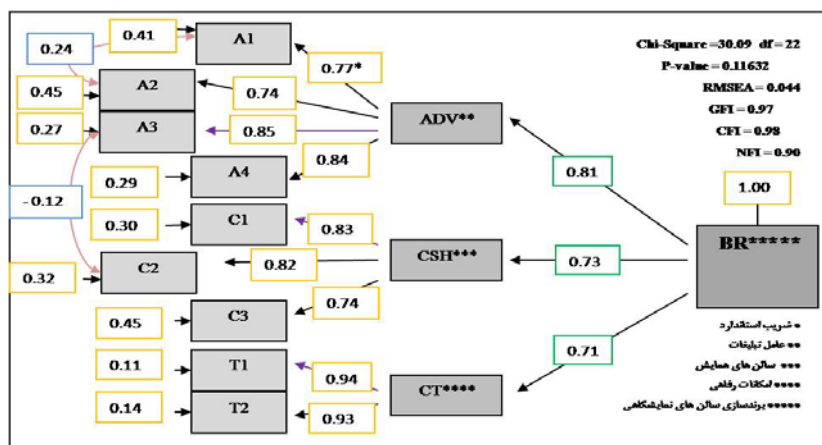 Chi-Square =30.09 df = 22
P-value = 0.11632
RMSEA = 0.044
GFI = 0.97
CFI = 0.98
NFI = 0.90
0.41
A1
0.24
0.77*
0.45
A2
0.74
ADV**
0.27
A3
0.85
0.84
0.29
A4
0.81
1.00
-0.12
0.30
C1
0.83
BR*****
0.32
C2
0.82
CSH***
0.73
0.74
0.45
C3
0.71
0.11
T1
0.94
CT****
0.14
T2
0.93
* ضریب استاندارد
** عامل تبلیغات
*** سالن های همایش
**** امکانات رفاهی
***** برندسازی سالن های نمایشگاهی